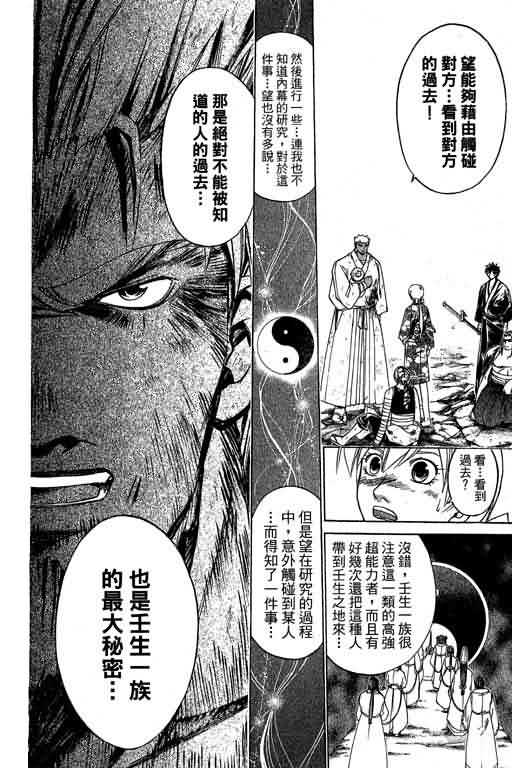 望能夠藉由觸碰
對方…看到對方
的過去！
看…看到
過去？
沒錯，壬生一族很
注意這一類的高強
超能力者，而且有
好幾次還把這種人
帶到壬生之地來…
然後進行一些…連我也不
知道內幕的研究，對於這
件事…望也沒有多說…
但是望在研究的過程
中，意外觸碰到某人
…而得知了一件事…
那是絕對不能被知
道的人的過去…
也是壬生一族
的最大秘密…